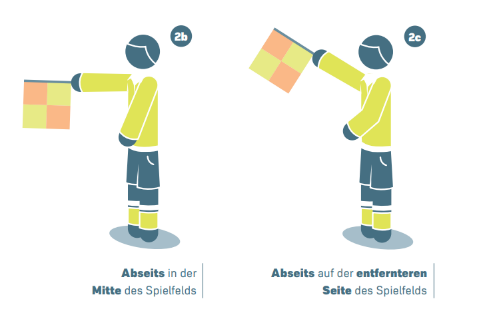 2b
Abseits in der
Mitte des Spielfelds
2c
Abseits auf der entfernteren
Seite des Spielfelds